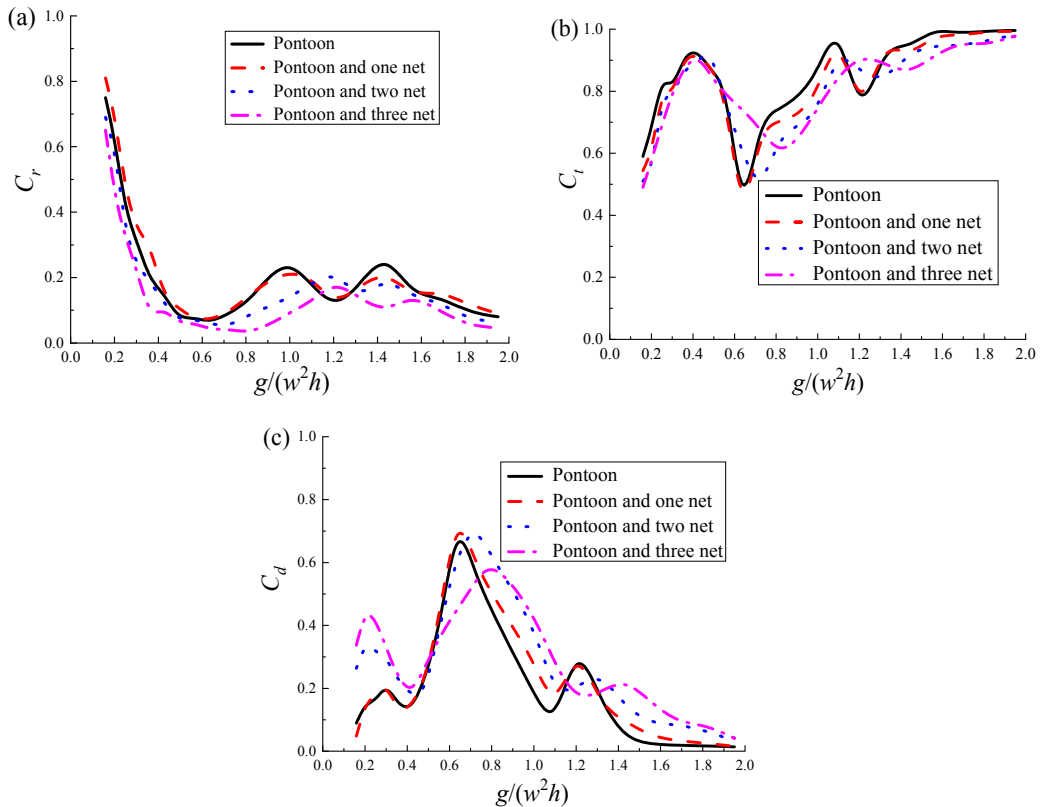 (a)
Pontoon
Pontoon and one net
Pontoon and two net
Pontoon and three net
C_r
1.0
0.8
0.6
0.4
0.2
0.0
0.0 0.2 0.4 0.6 0.8 1.0 1.2 1.4 1.6 1.8 2.0
g/(w²h)
(b)
Pontoon
Pontoon and one net
Pontoon and two net
Pontoon and three net
C_t
1.0
0.8
0.6
0.4
0.2
0.0
0.0 0.2 0.4 0.6 0.8 1.0 1.2 1.4 1.6 1.8 2.0
g/(w²h)
(c)
Pontoon
Pontoon and one net
Pontoon and two net
Pontoon and three net
C_d
1.0
0.8
0.6
0.4
0.2
0.0
0.0 0.2 0.4 0.6 0.8 1.0 1.2 1.4 1.6 1.8 2.0
g/(w²h)